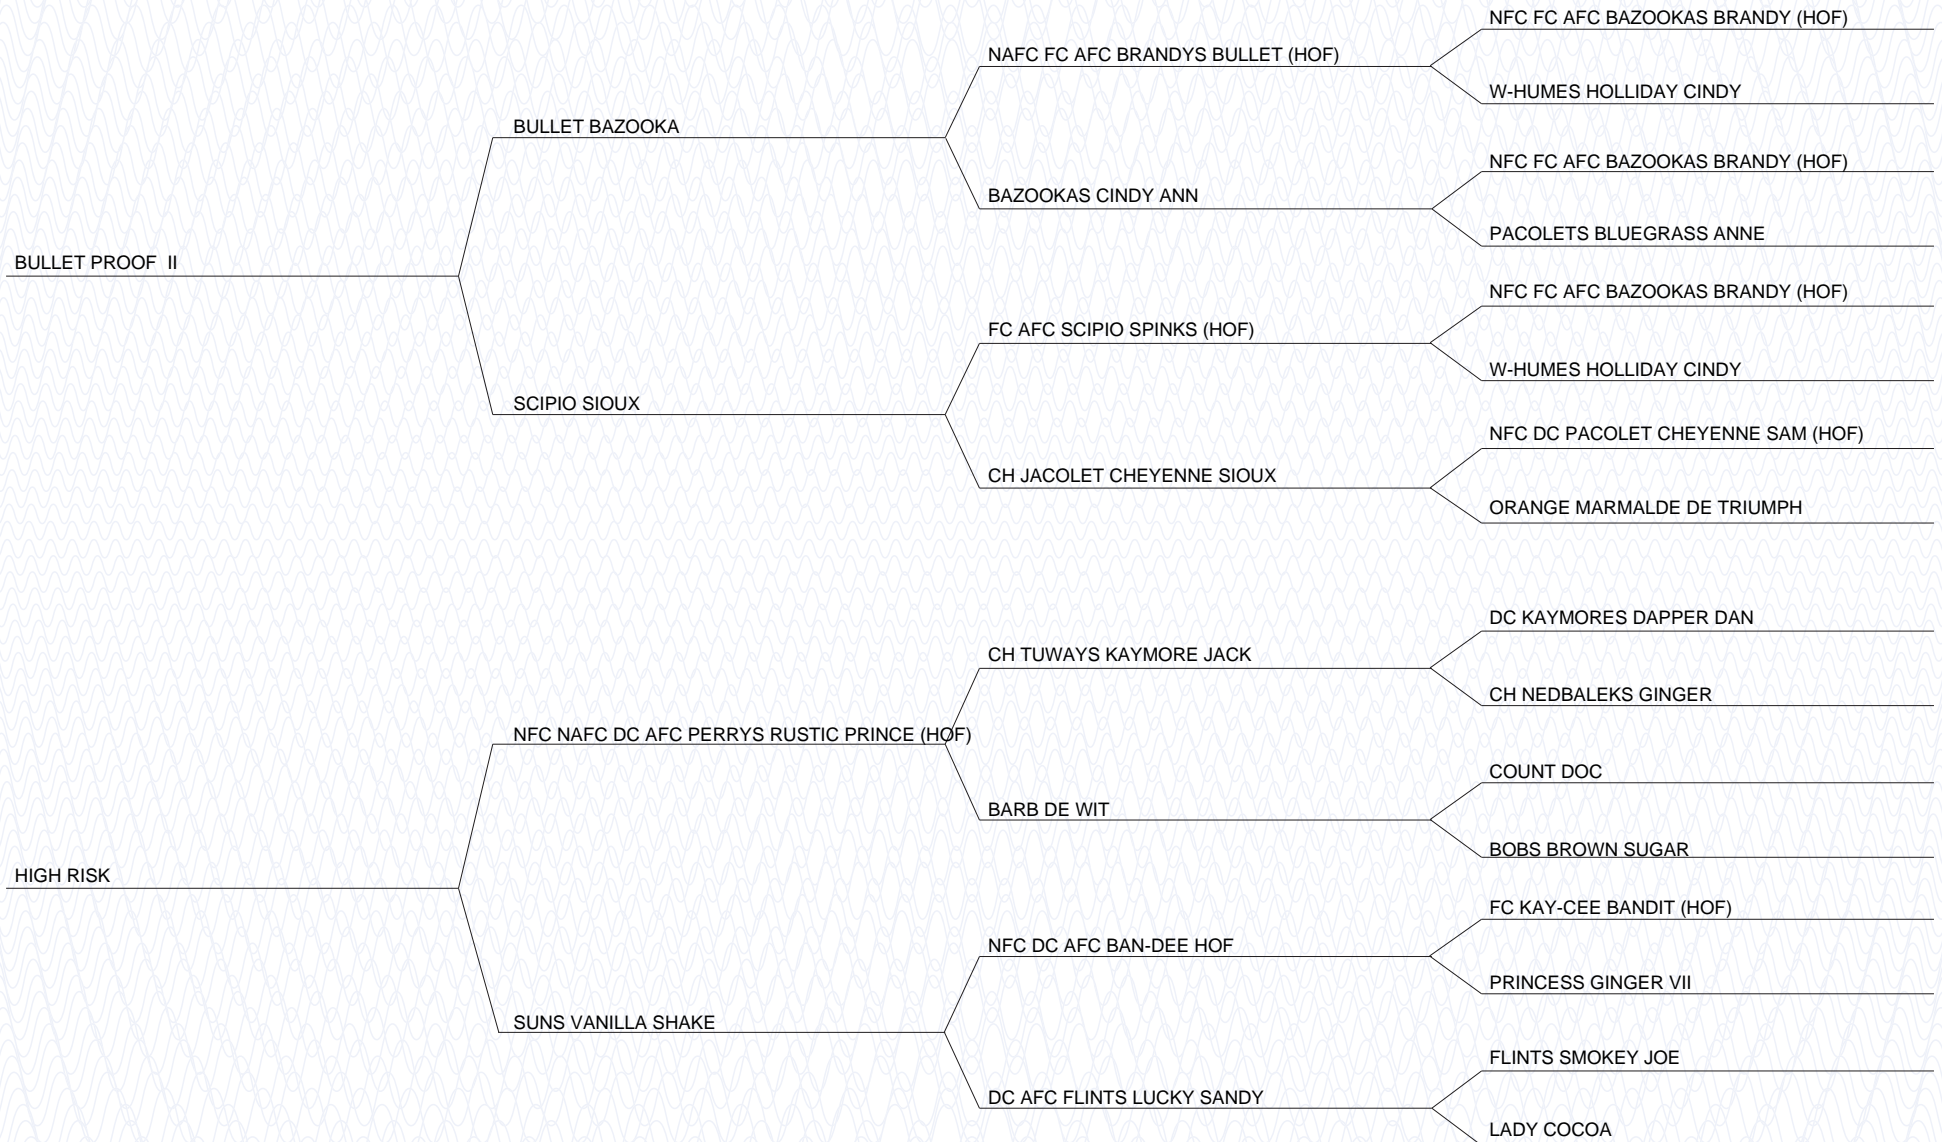 NFC FC AFC BAZOOKAS BRANDY (HOF)
NAFC FC AFC BRANDYS BULLET (HOF)
W-HUMES HOLLIDAY CINDY
BULLET BAZOOKA
NFC FC AFC BAZOOKAS BRANDY (HOF)
BAZOOKAS CINDY ANN
PACOLETS BLUEGRASS ANNE
BULLET PROOF  II
NFC FC AFC BAZOOKAS BRANDY (HOF)
FC AFC SCIPIO SPINKS (HOF)
W-HUMES HOLLIDAY CINDY
SCIPIO SIOUX
NFC DC PACOLET CHEYENNE SAM (HOF)
CH JACOLET CHEYENNE SIOUX
ORANGE MARMALDE DE TRIUMPH
DC KAYMORES DAPPER DAN
CH TUWAYS KAYMORE JACK
CH NEDBALEKS GINGER
NFC NAFC DC AFC PERRYS RUSTIC PRINCE (HOF)
COUNT DOC
BARB DE WIT
BOBS BROWN SUGAR
HIGH RISK
FC KAY-CEE BANDIT (HOF)
NFC DC AFC BAN-DEE HOF
PRINCESS GINGER VII
SUNS VANILLA SHAKE
FLINTS SMOKEY JOE
DC AFC FLINTS LUCKY SANDY
LADY COCOA